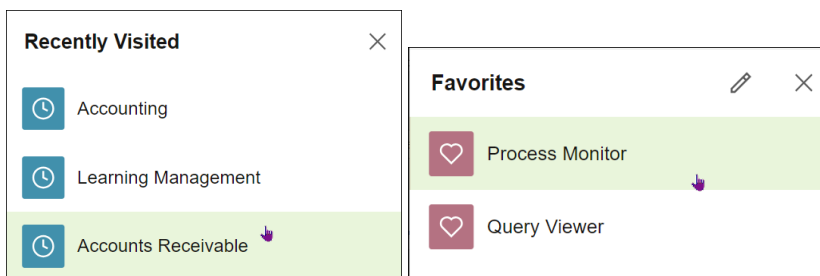 Recently Visited
Accounting
Learning Management
Accounts Receivable
Favorites
Process Monitor
Query Viewer